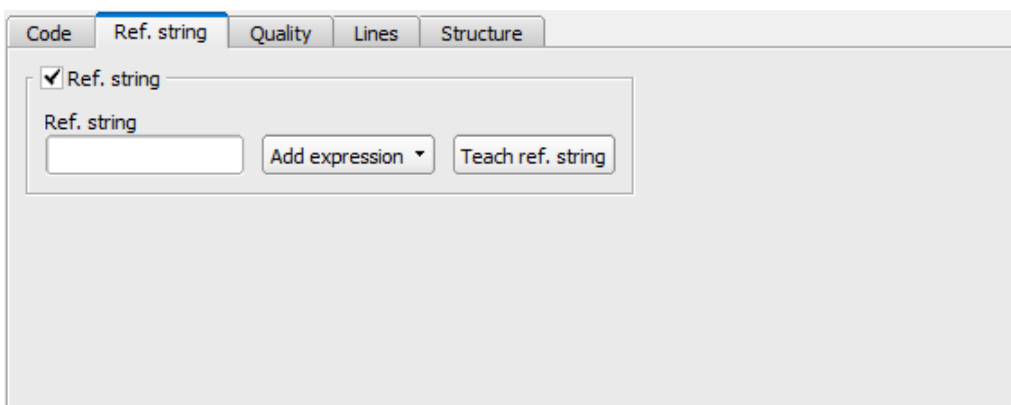 Code Ref. string Quality Lines Structure
Ref. string
Ref. string
Add expression Teach ref. string